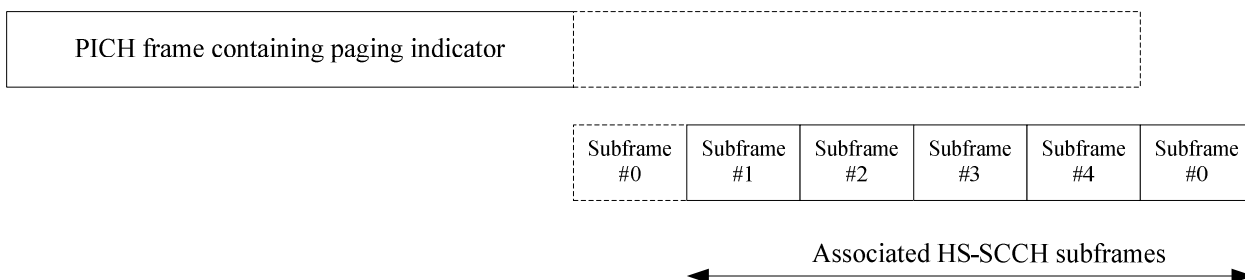 PICH frame containing paging indicator
Subframe #0
Subframe #1
Subframe #2
Subframe #3
Subframe #4
Subframe #0
Associated HS-SCCH subframes